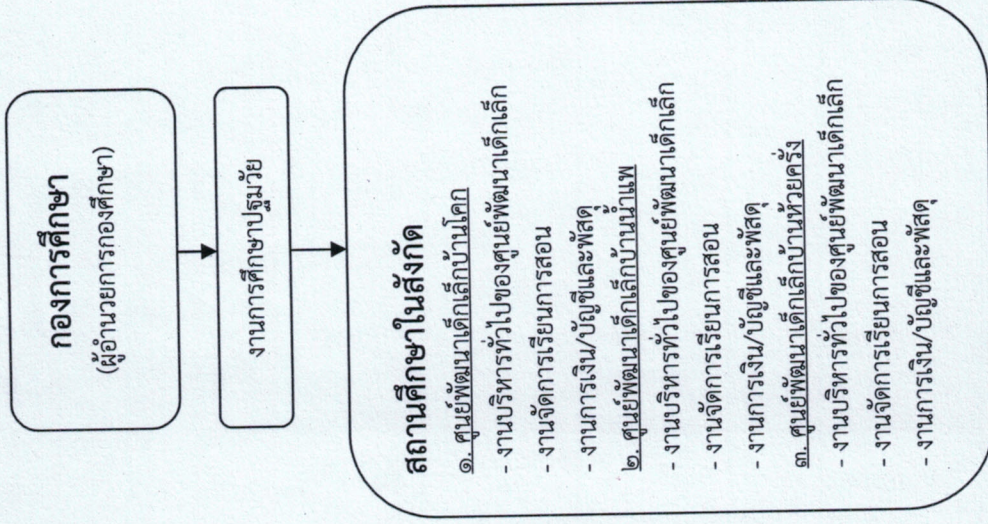 กองการศึกษา
(ผู้อำนวยการกองศึกษา)
งานการศึกษาปฐมวัย
สถานศึกษาในสังกัด
๑. ศูนย์พัฒนาเด็กเล็กบ้านโคก
- งานบริหารทั่วไปของศูนย์พัฒนาเด็กเล็ก
- งานจัดการเรียนการสอน
- งานการเงิน/บัญชีและพัสดุ
๒. ศูนย์พัฒนาเด็กเล็กบ้านน้ำแพ
- งานบริหารทั่วไปของศูนย์พัฒนาเด็กเล็ก
- งานจัดการเรียนการสอน
- งานการเงิน/บัญชีและพัสดุ
๓. ศูนย์พัฒนาเด็กเล็กบ้านห้วยครั่ง
- งานบริหารทั่วไปของศูนย์พัฒนาเด็กเล็ก
- งานจัดการเรียนการสอน
- งานการเงิน/บัญชีและพัสดุ